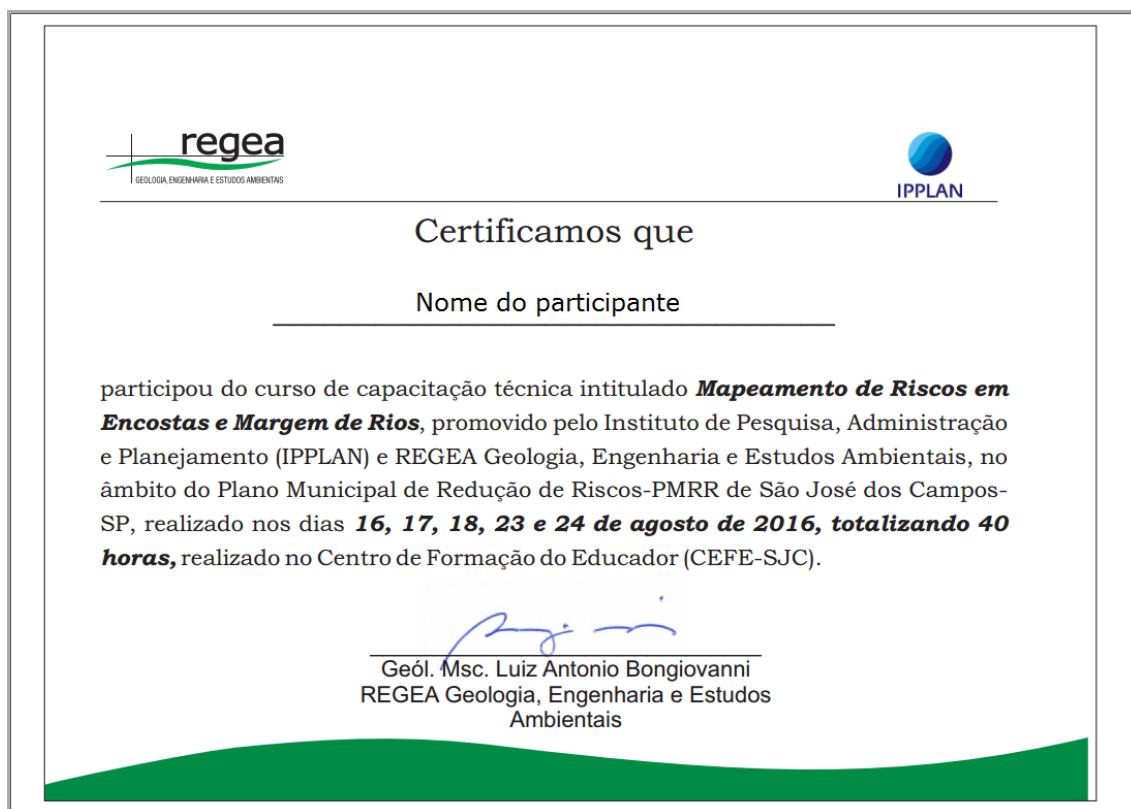 regea
GEOLOGIA, ENGENHARIA E ESTUDOS AMBIENTAIS
IPPLAN
Certificamos que
Nome do participante
participou do curso de capacitação técnica intitulado Mapeamento de Riscos em
Encostas e Margem de Rios, promovido pelo Instituto de Pesquisa, Administração
e Planejamento (IPPLAN) e REGEA Geologia, Engenharia e Estudos Ambientais, no
âmbito do Plano Municipal de Redução de Riscos-PMRR de São José dos Campos-
SP, realizado nos dias 16, 17, 18, 23 e 24 de agosto de 2016, totalizando 40
horas, realizado no Centro de Formação do Educador (CEFE-SJC).
Geól. Msc. Luiz Antonio Bongiovanni
REGEA Geologia, Engenharia e Estudos
Ambientais